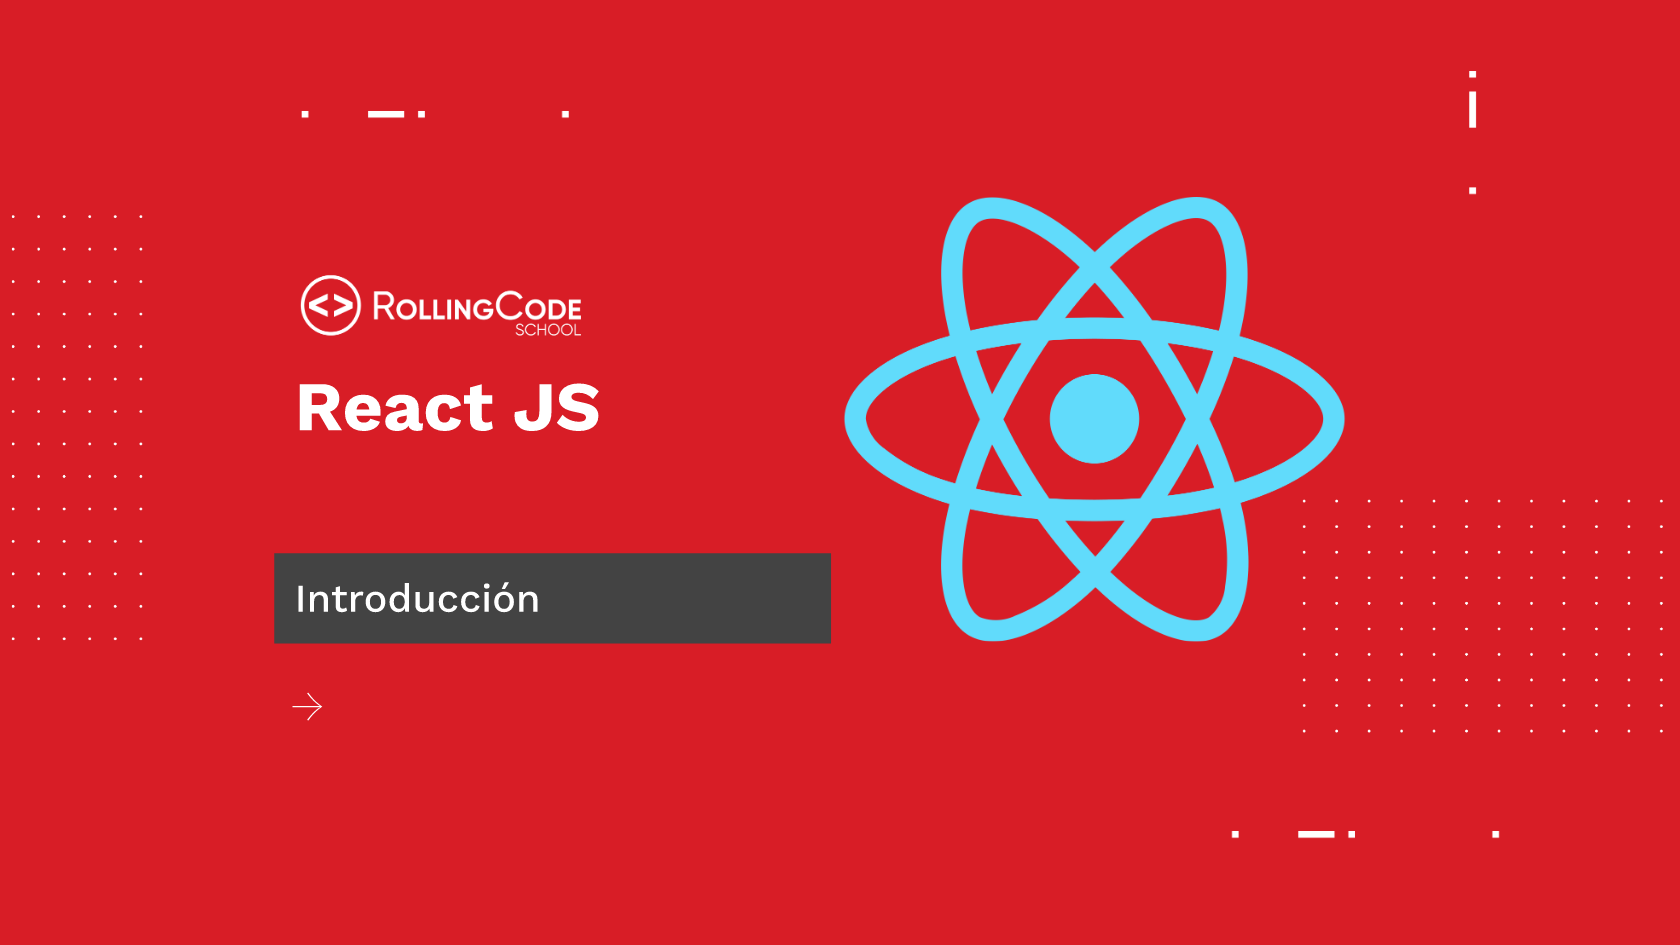 <> ROLLINGCODE
SCHOOL
React JS
Introducción